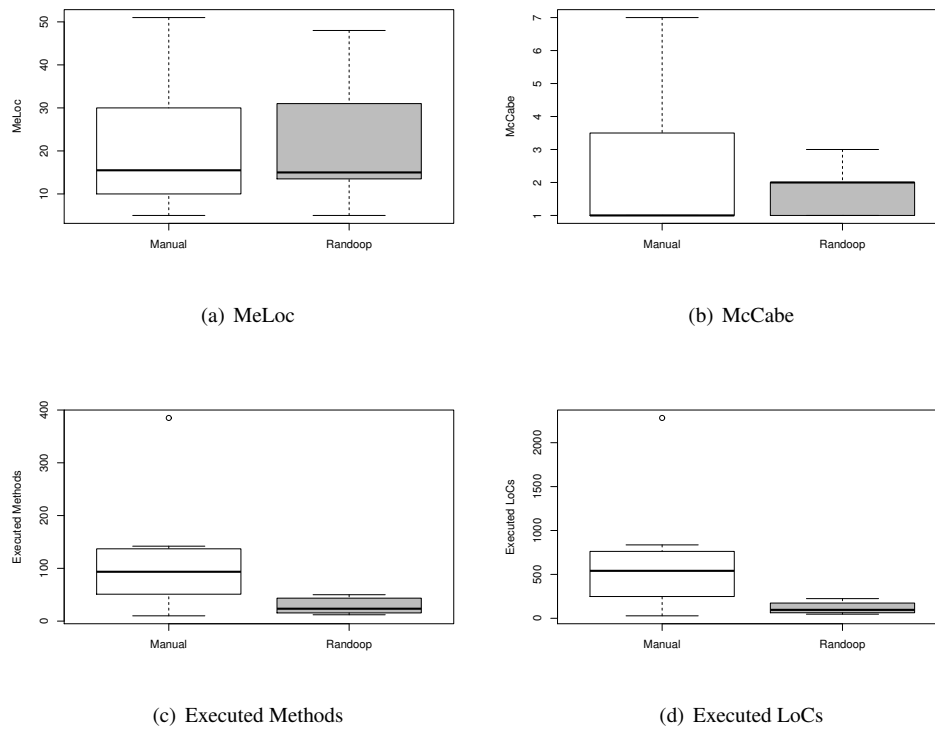 MeLoc
10 20 30 40 50
Manual Randoop
(a) MeLoc
McCabe
1 2 3 4 5 6 7
Manual Randoop
(b) McCabe
Executed Methods
0 100 200 300 400
Manual Randoop
(c) Executed Methods
Executed LoCs
0 500 1000 1500 2000
Manual Randoop
(d) Executed LoCs